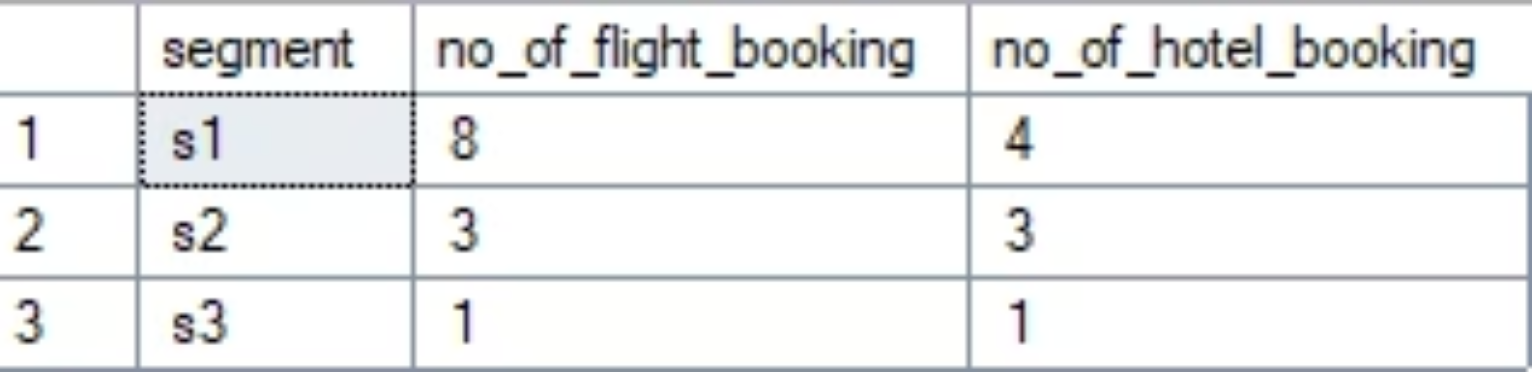 segment no_of_flight_booking no_of_hotel_booking
1 s1 8 4
2 s2 3 3
3 s3 1 1